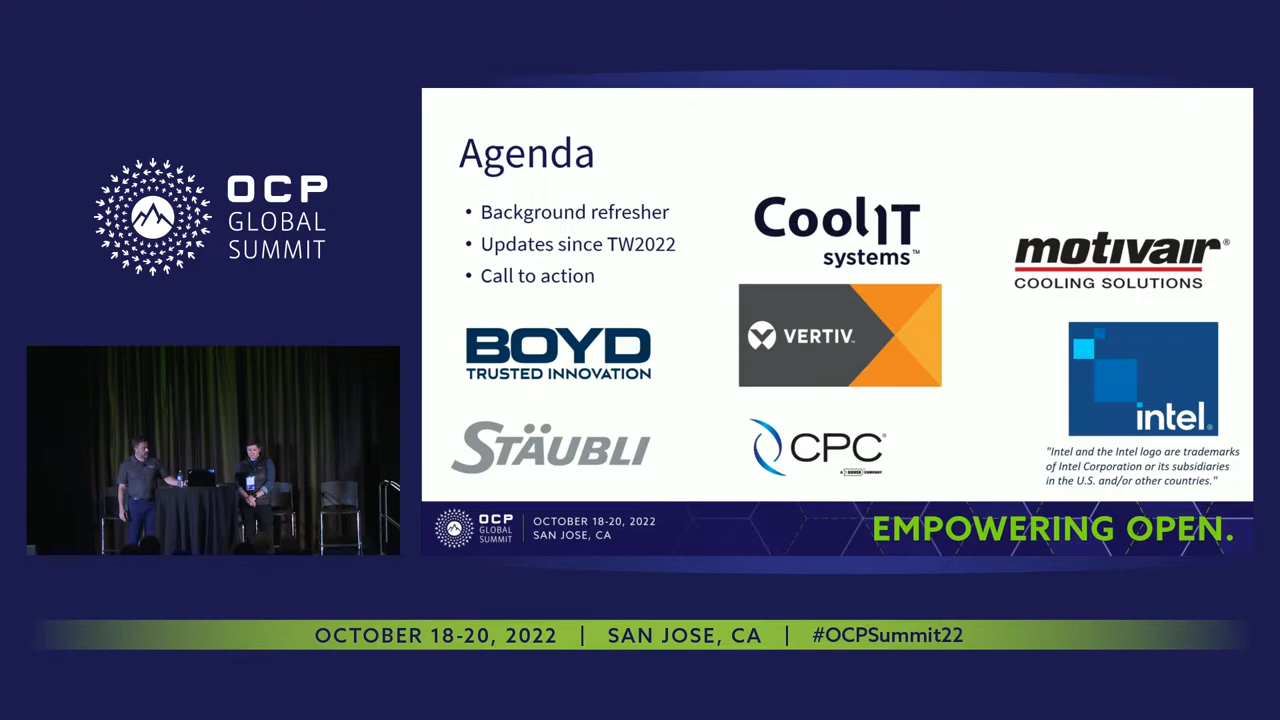 OCP
GLOBAL
SUMMIT
Agenda
• Background refresher
• Updates since TW2022
• Call to action
CoolIT
systems™
motivair®
COOLING SOLUTIONS
BOYD
TRUSTED INNOVATION
VERTIV™
intel®
STÄUBLI
CPC®
A DOVER COMPANY
"Intel and the Intel logo are trademarks
of Intel Corporation or its subsidiaries
in the U.S. and/or other countries."
OCP
GLOBAL
SUMMIT
OCTOBER 18-20, 2022
SAN JOSE, CA
EMPOWERING OPEN.
OCTOBER 18-20, 2022 | SAN JOSE, CA | #OCPSummit22